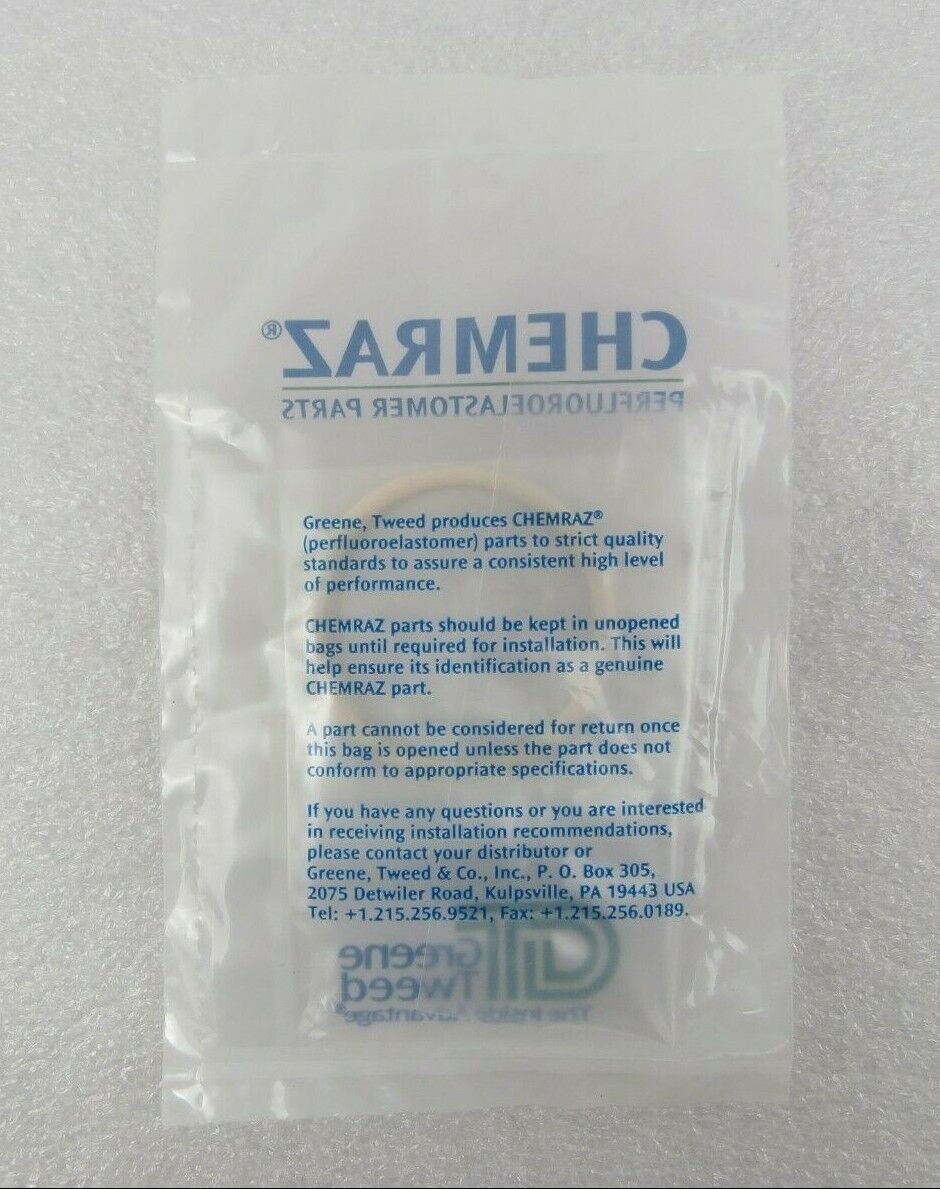 CHEMRAZ®
PERFLUOROELASTOMER PARTS
Greene, Tweed produces CHEMRAZ®
(perfluoroelastomer) parts to strict quality
standards to assure a consistent high level
of performance.
CHEMRAZ parts should be kept in unopened
bags until required for installation. This will
help ensure its identification as a genuine
CHEMRAZ part.
A part cannot be considered for return once
this bag is opened unless the part does not
conform to appropriate specifications.
If you have any questions or you are interested
in receiving installation recommendations,
please contact your distributor or
Greene, Tweed & Co., Inc., P. O. Box 305,
2075 Detwiler Road, Kulpsville, PA 19443 USA
Tel: +1.215.256.9521, Fax: +1.215.256.0189.
GT Greene
Tweed
The Inside Advantage®